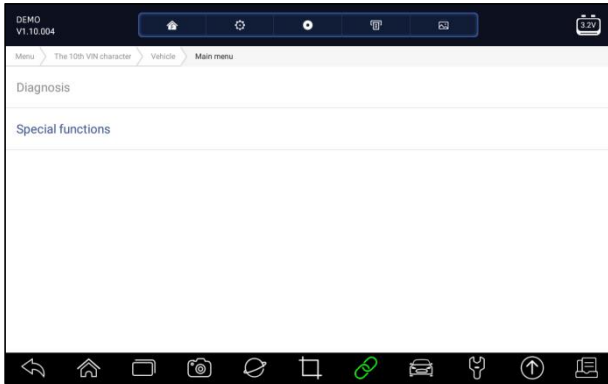 DEMO
V1.10.004
3.2V
Menu
The 10th VIN character
Vehicle
Main menu
Diagnosis
Special functions